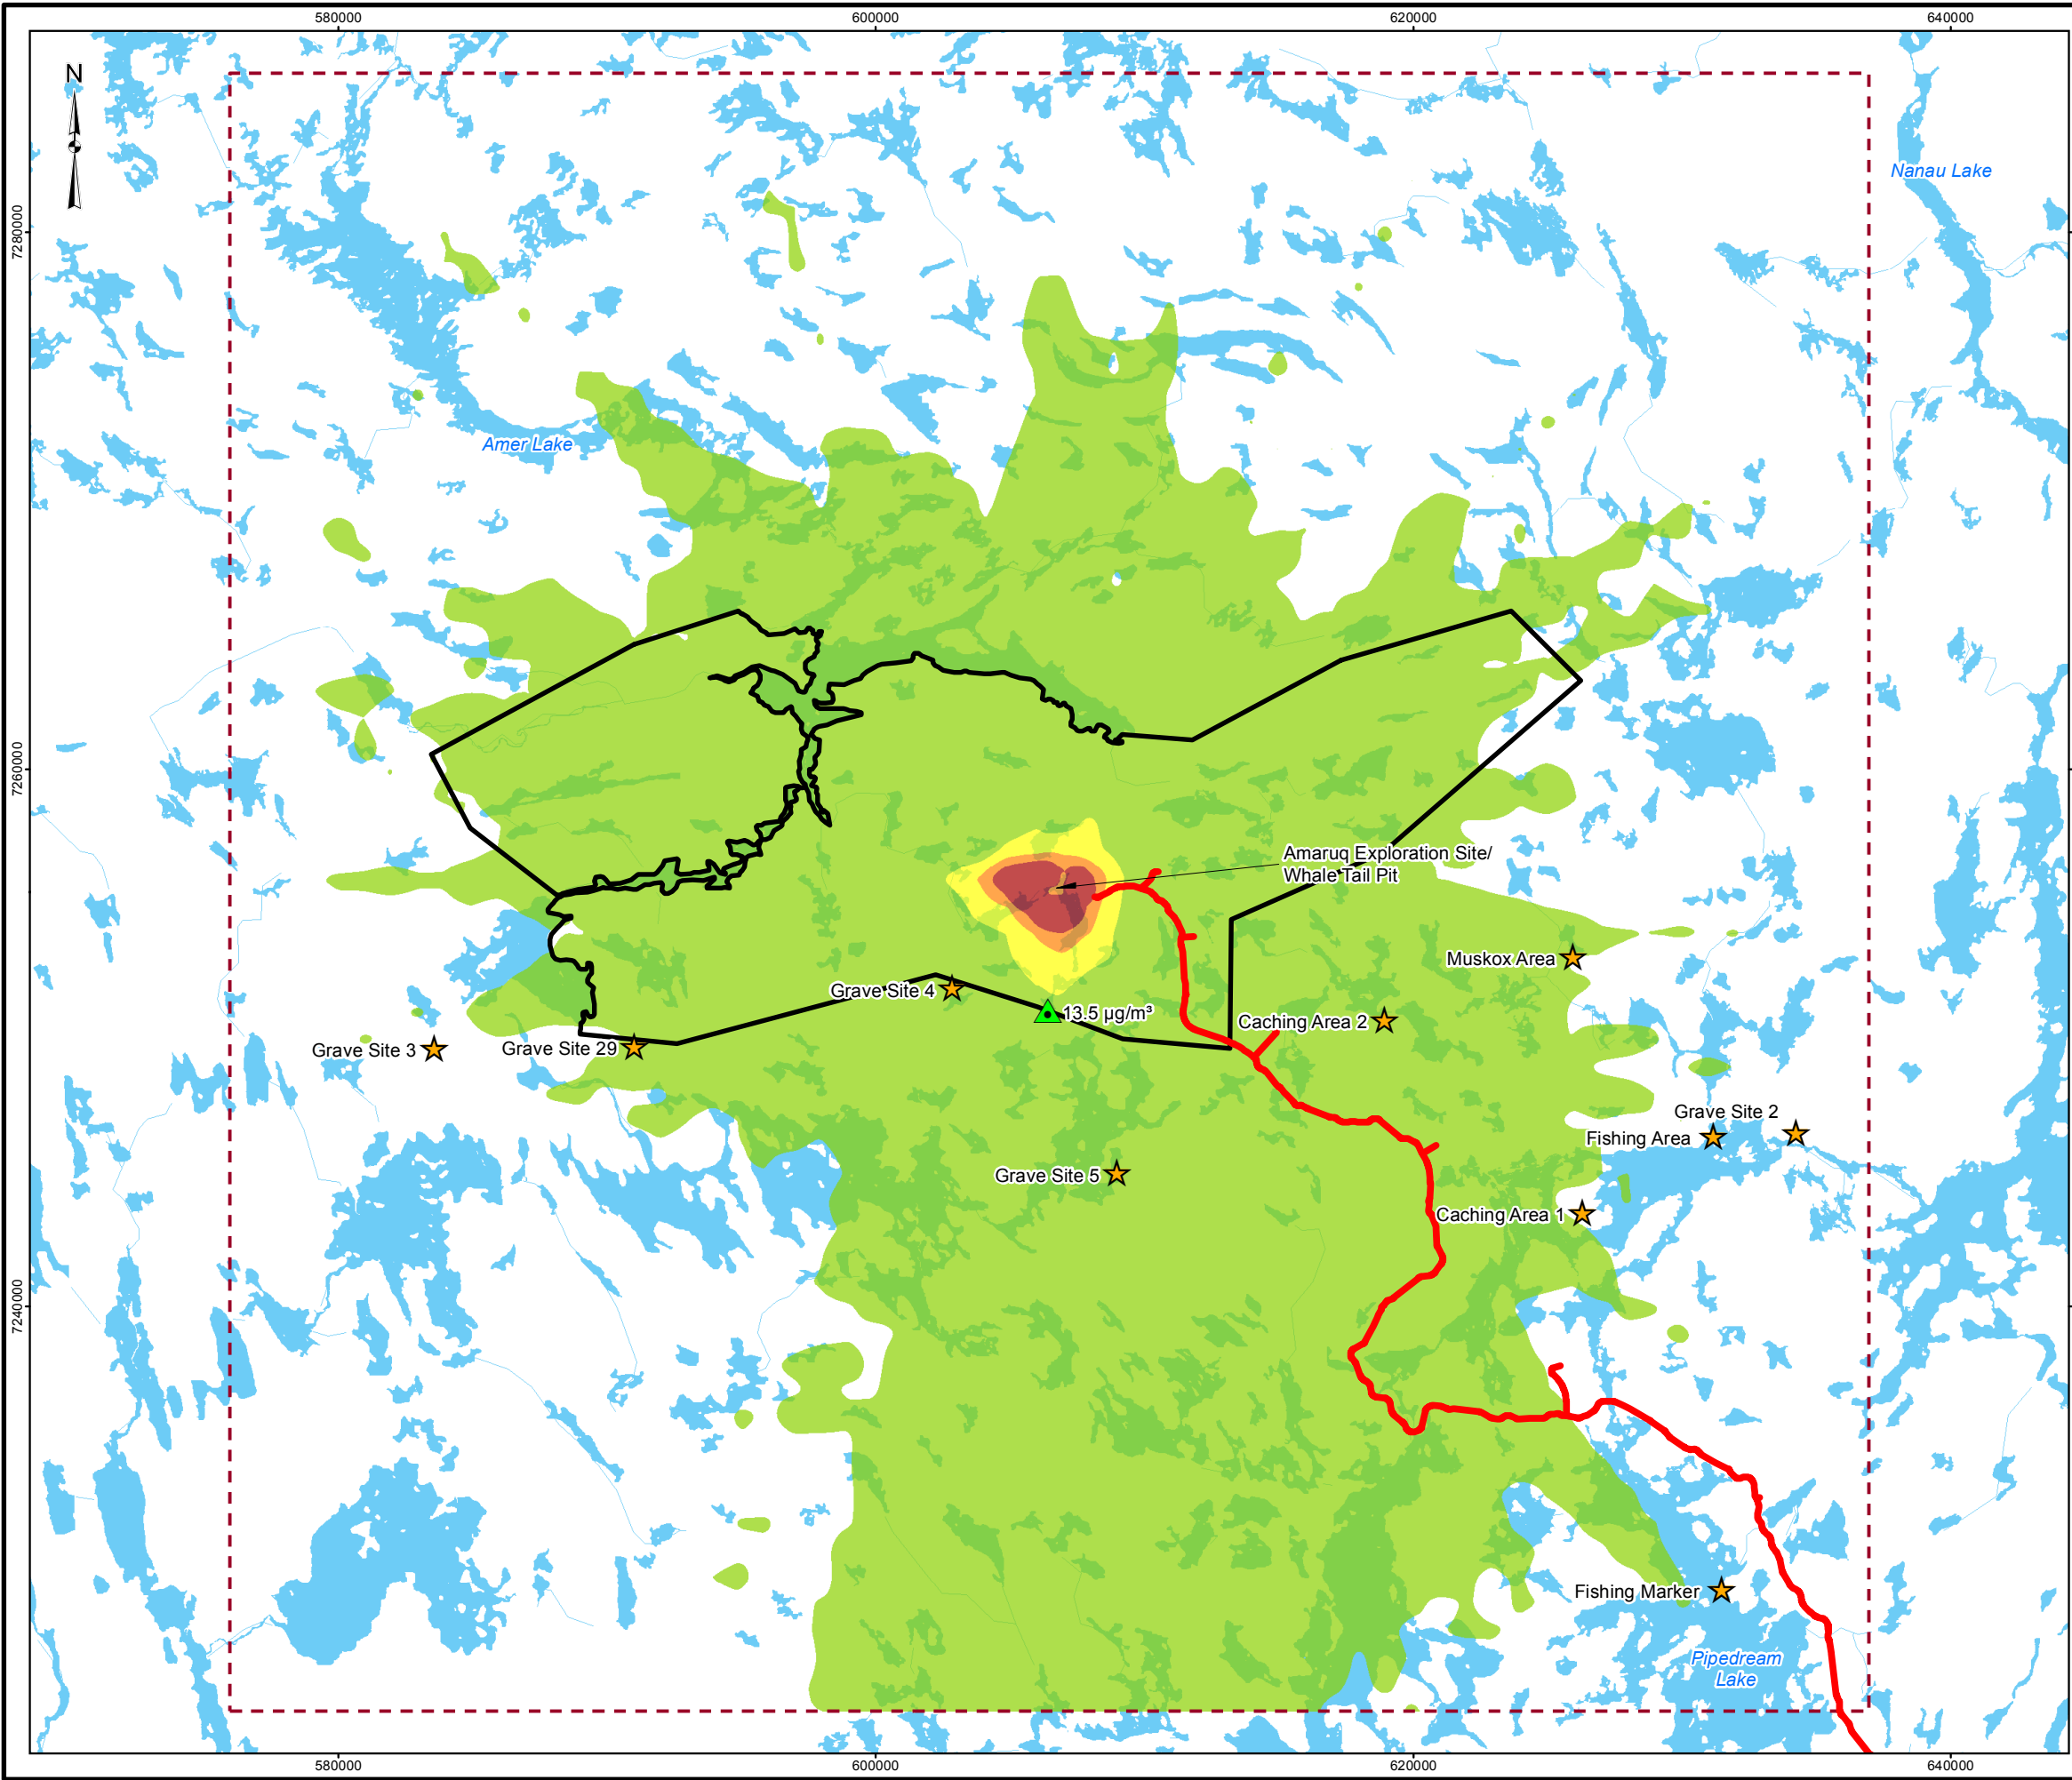 580000
600000
620000
640000
N
Nanau Lake
7280000
Amer Lake
7260000
Amaruq Exploration Site/
Whale Tail Pit
Muskox Area
Grave Site 4
13.5 µg/m³
Caching Area 2
Grave Site 3
Grave Site 29
Grave Site 2
Fishing Area
Grave Site 5
Caching Area 1
7240000
Fishing Marker
Pipedream
Lake
580000
600000
620000
640000